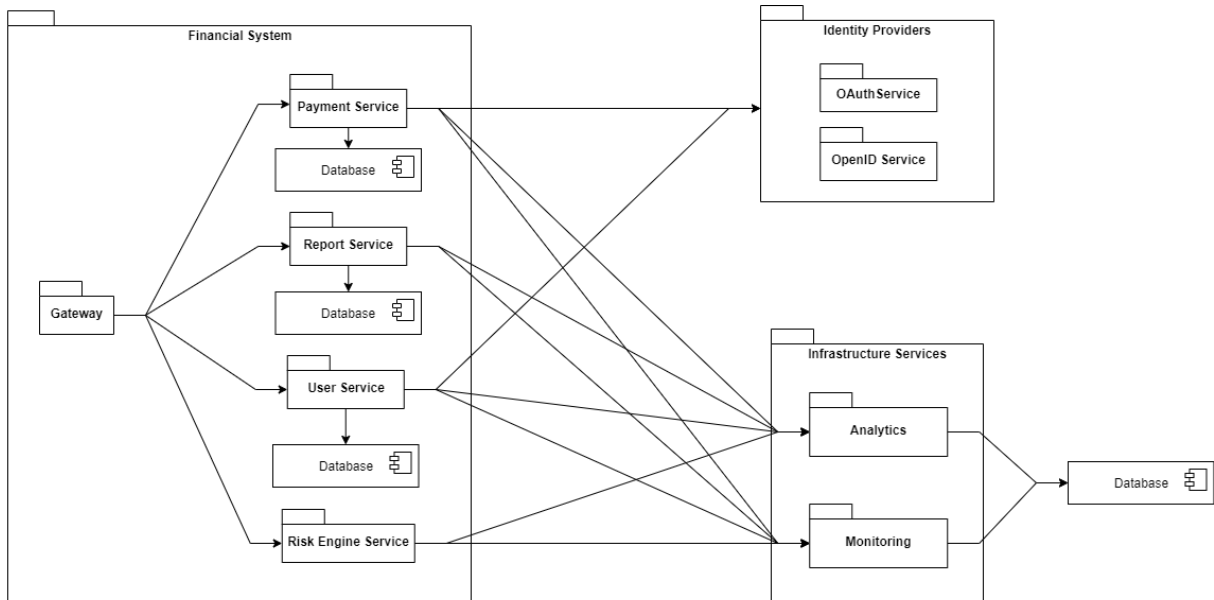 Financial System
Payment Service
Database
Report Service
Database
Gateway
User Service
Database
Risk Engine Service
Identity Providers
OAuthService
OpenID Service
Infrastructure Services
Analytics
Monitoring
Database